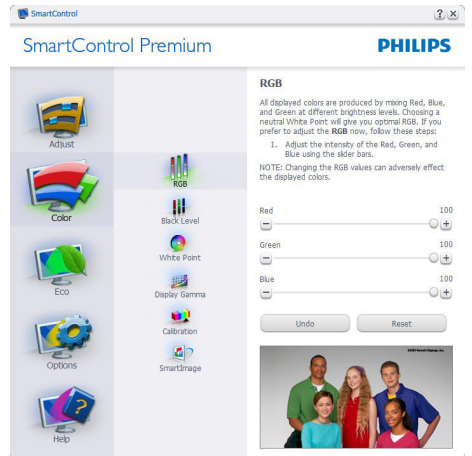 SmartControl
SmartControl Premium
PHILIPS
Adjust
Color
Eco
Options
Help
RGB
Black Level
White Point
Display Gamma
Calibration
SmartImage
RGB
All displayed colors are produced by mixing Red, Blue,
and Green at different brightness levels. Choosing a
neutral White Point will give you optimal RGB. If you
prefer to adjust the RGB now, follow these steps:
1. Adjust the intensity of the Red, Green, and
Blue using the slider bars.
NOTE: Changing the RGB values can adversely effect
the displayed colors.
Red 100
Green 100
Blue 100
Undo Reset